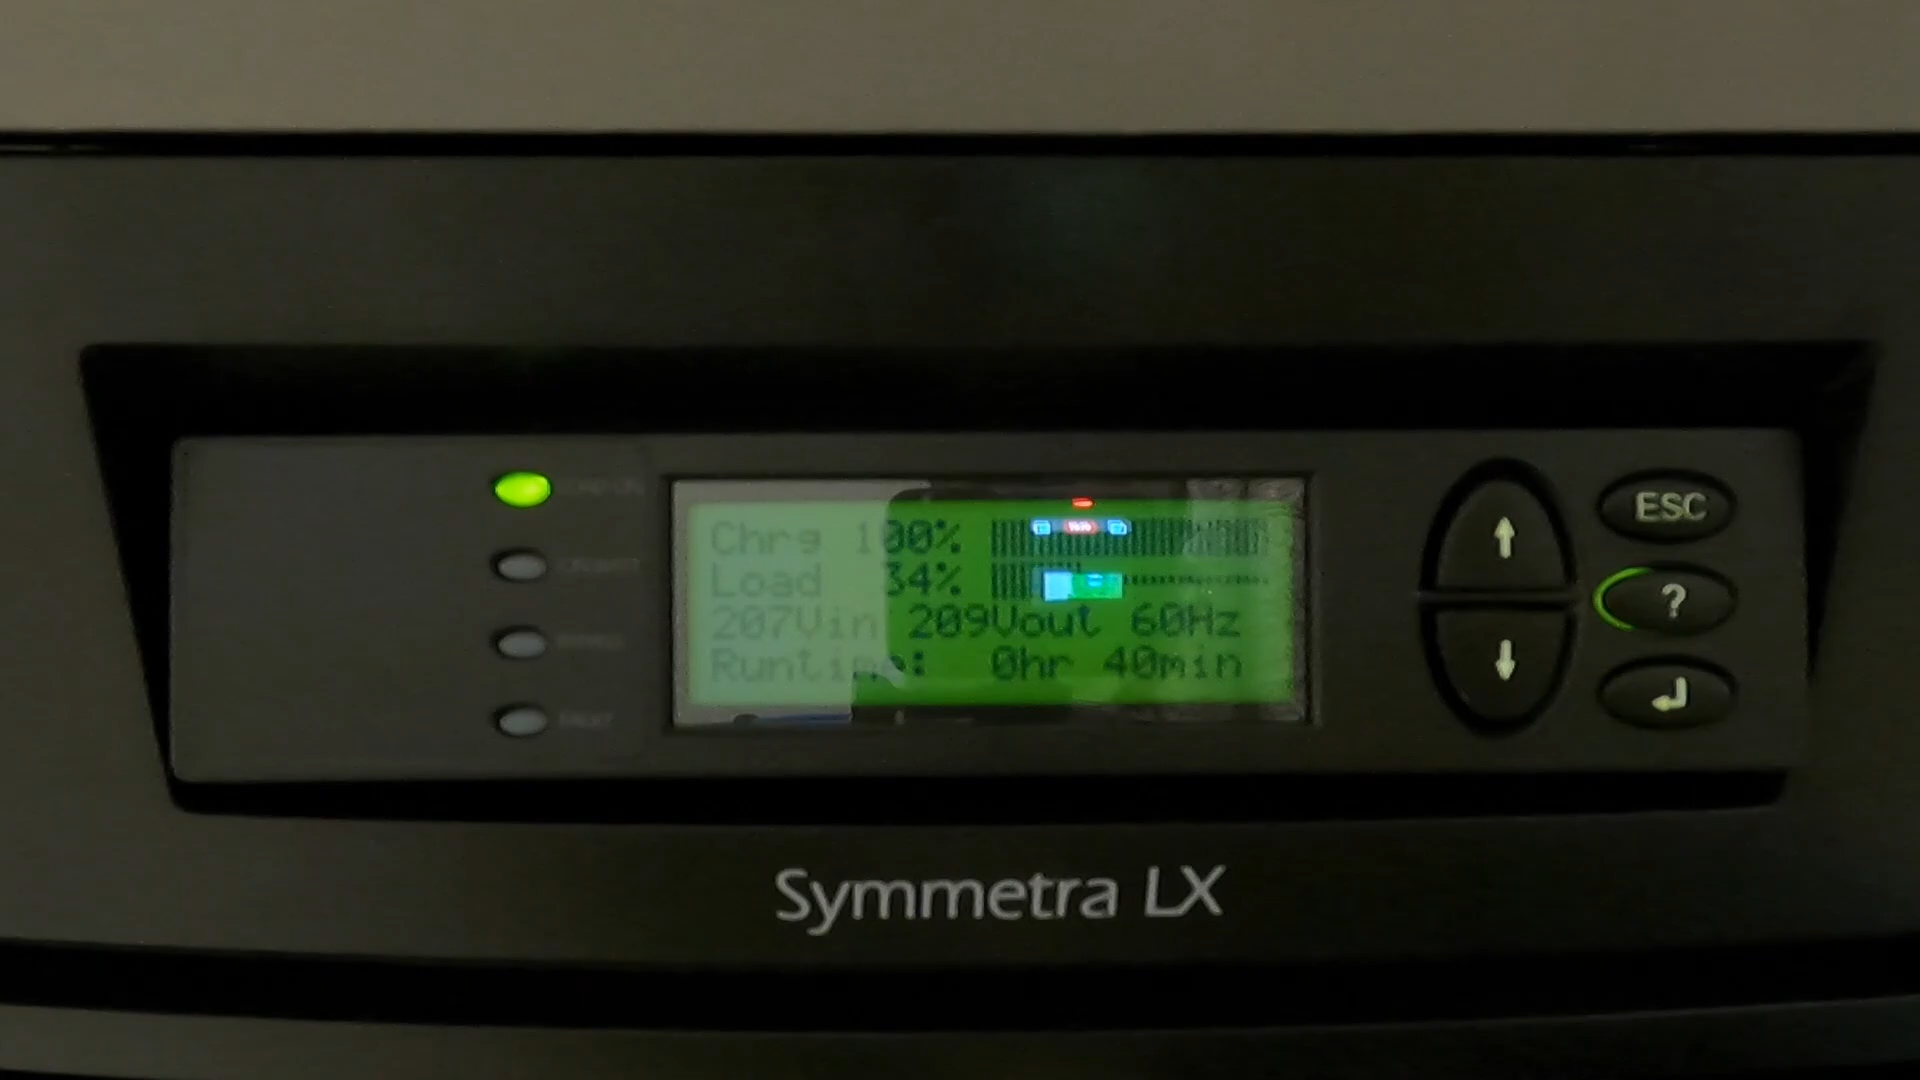 Chrg 100%
Load 34%
207Vin 209Vout 60Hz
Runtime: 0hr 40min
ESC
?
Symmetra LX